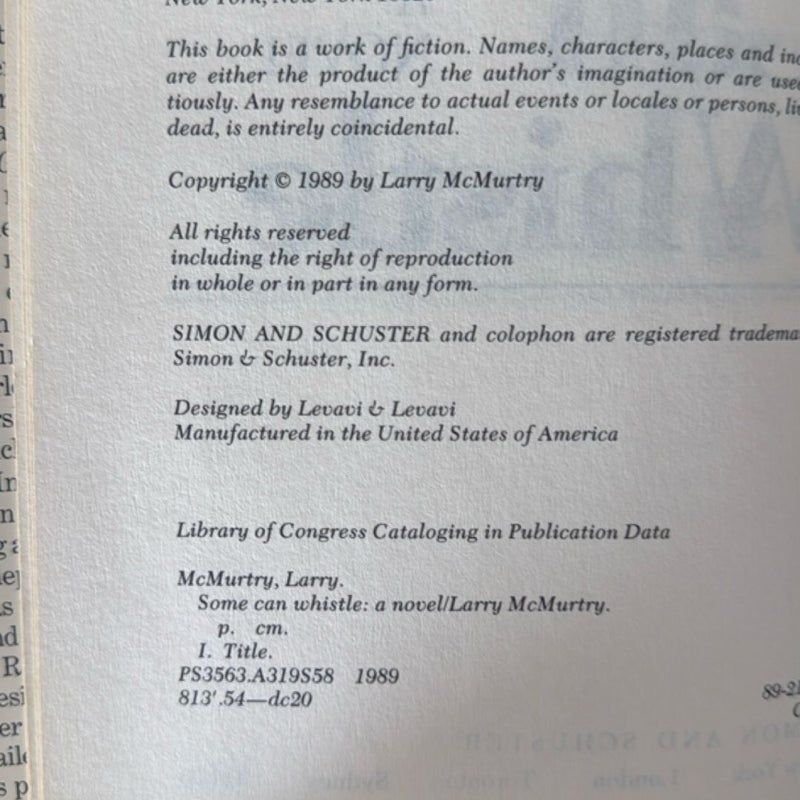 This book is a work of fiction. Names, characters, places and
are either the product of the author's imagination or are
tiously. Any resemblance to actual events or locales or persons,
dead, is entirely coincidental.
Copyright © 1989 by Larry McMurtry
All rights reserved
including the right of reproduction
in whole or in part in any form.
SIMON AND SCHUSTER and colophon are registered
Simon & Schuster, Inc.
Designed by Levavi & Levavi
Manufactured in the United States of America
Library of Congress Cataloging in Publication Data
McMurtry, Larry.
Some can whistle: a novel/Larry McMurtry.
p. cm.
I. Title.
PS3563.A319S58 1989
813'.54—dc20